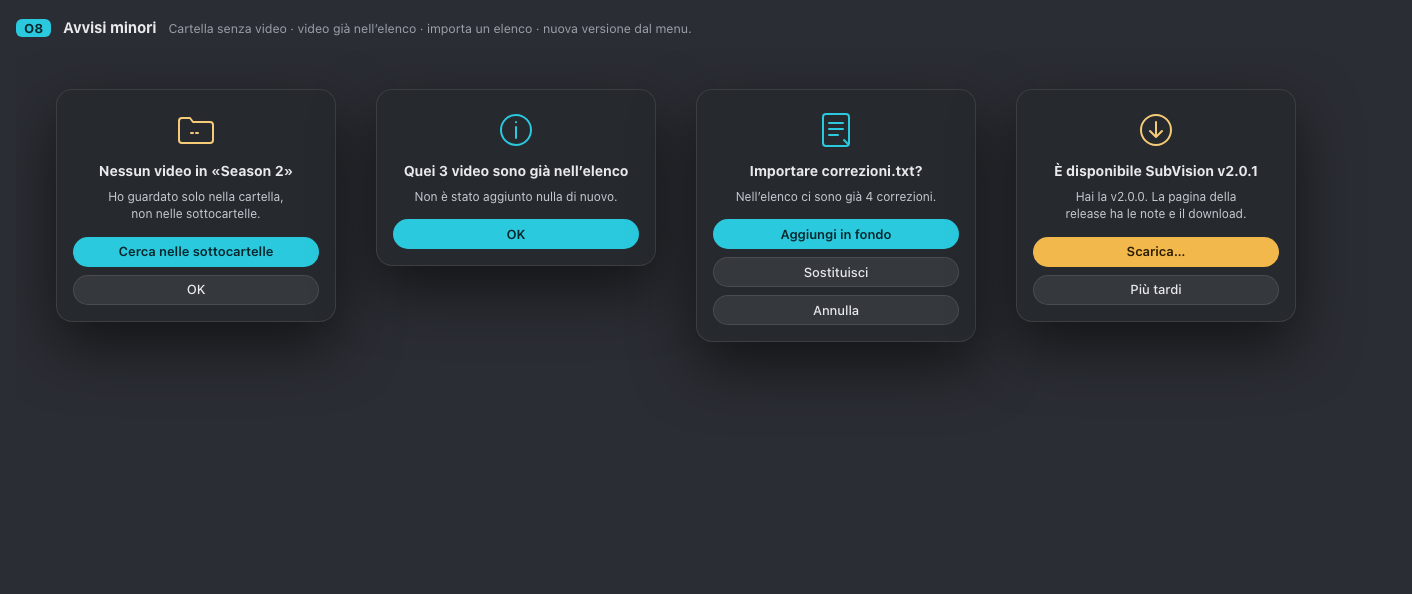 O8 Avvisi minori Cartella senza video · video già nell’elenco · importa un elenco · nuova versione dal menu.
Nessun video in «Season 2»
Ho guardato solo nella cartella,
non nelle sottocartelle.
Cerca nelle sottocartelle
OK
Quei 3 video sono già nell’elenco
Non è stato aggiunto nulla di nuovo.
OK
Importare correzioni.txt?
Nell’elenco ci sono già 4 correzioni.
Aggiungi in fondo
Sostituisci
Annulla
È disponibile SubVision v2.0.1
Hai la v2.0.0. La pagina della
release ha le note e il download.
Scarica…
Più tardi